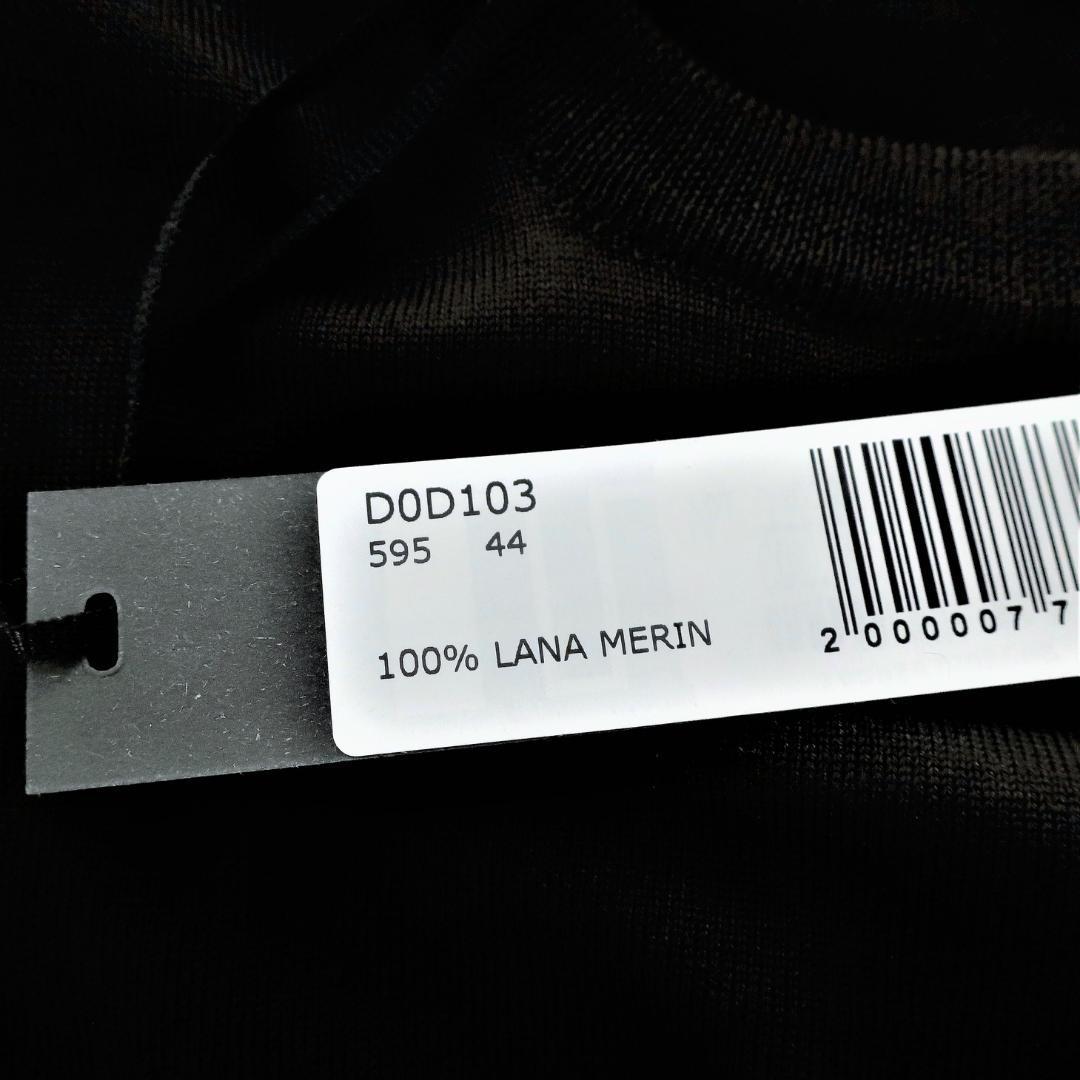 D0D103
595 44
100% LANA MERIN
2 000007 7